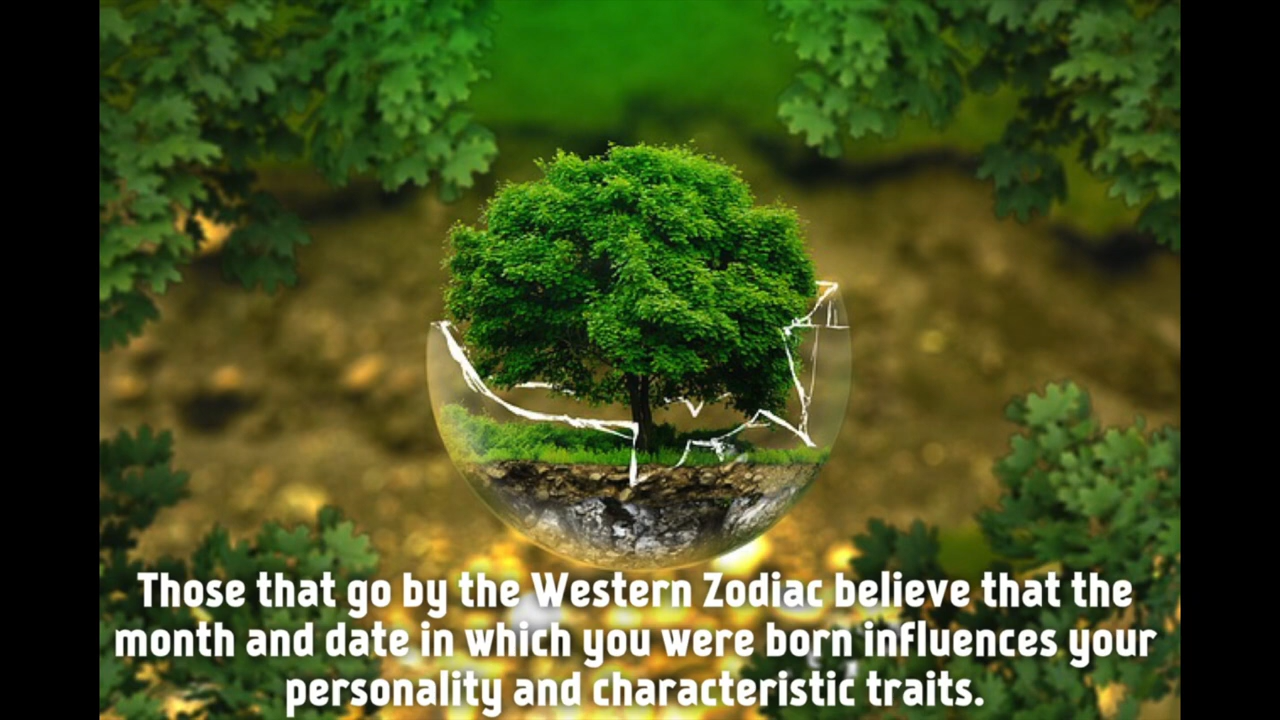 Those that go by the Western Zodiac believe that the
month and date in which you were born influences your
personality and characteristic traits.